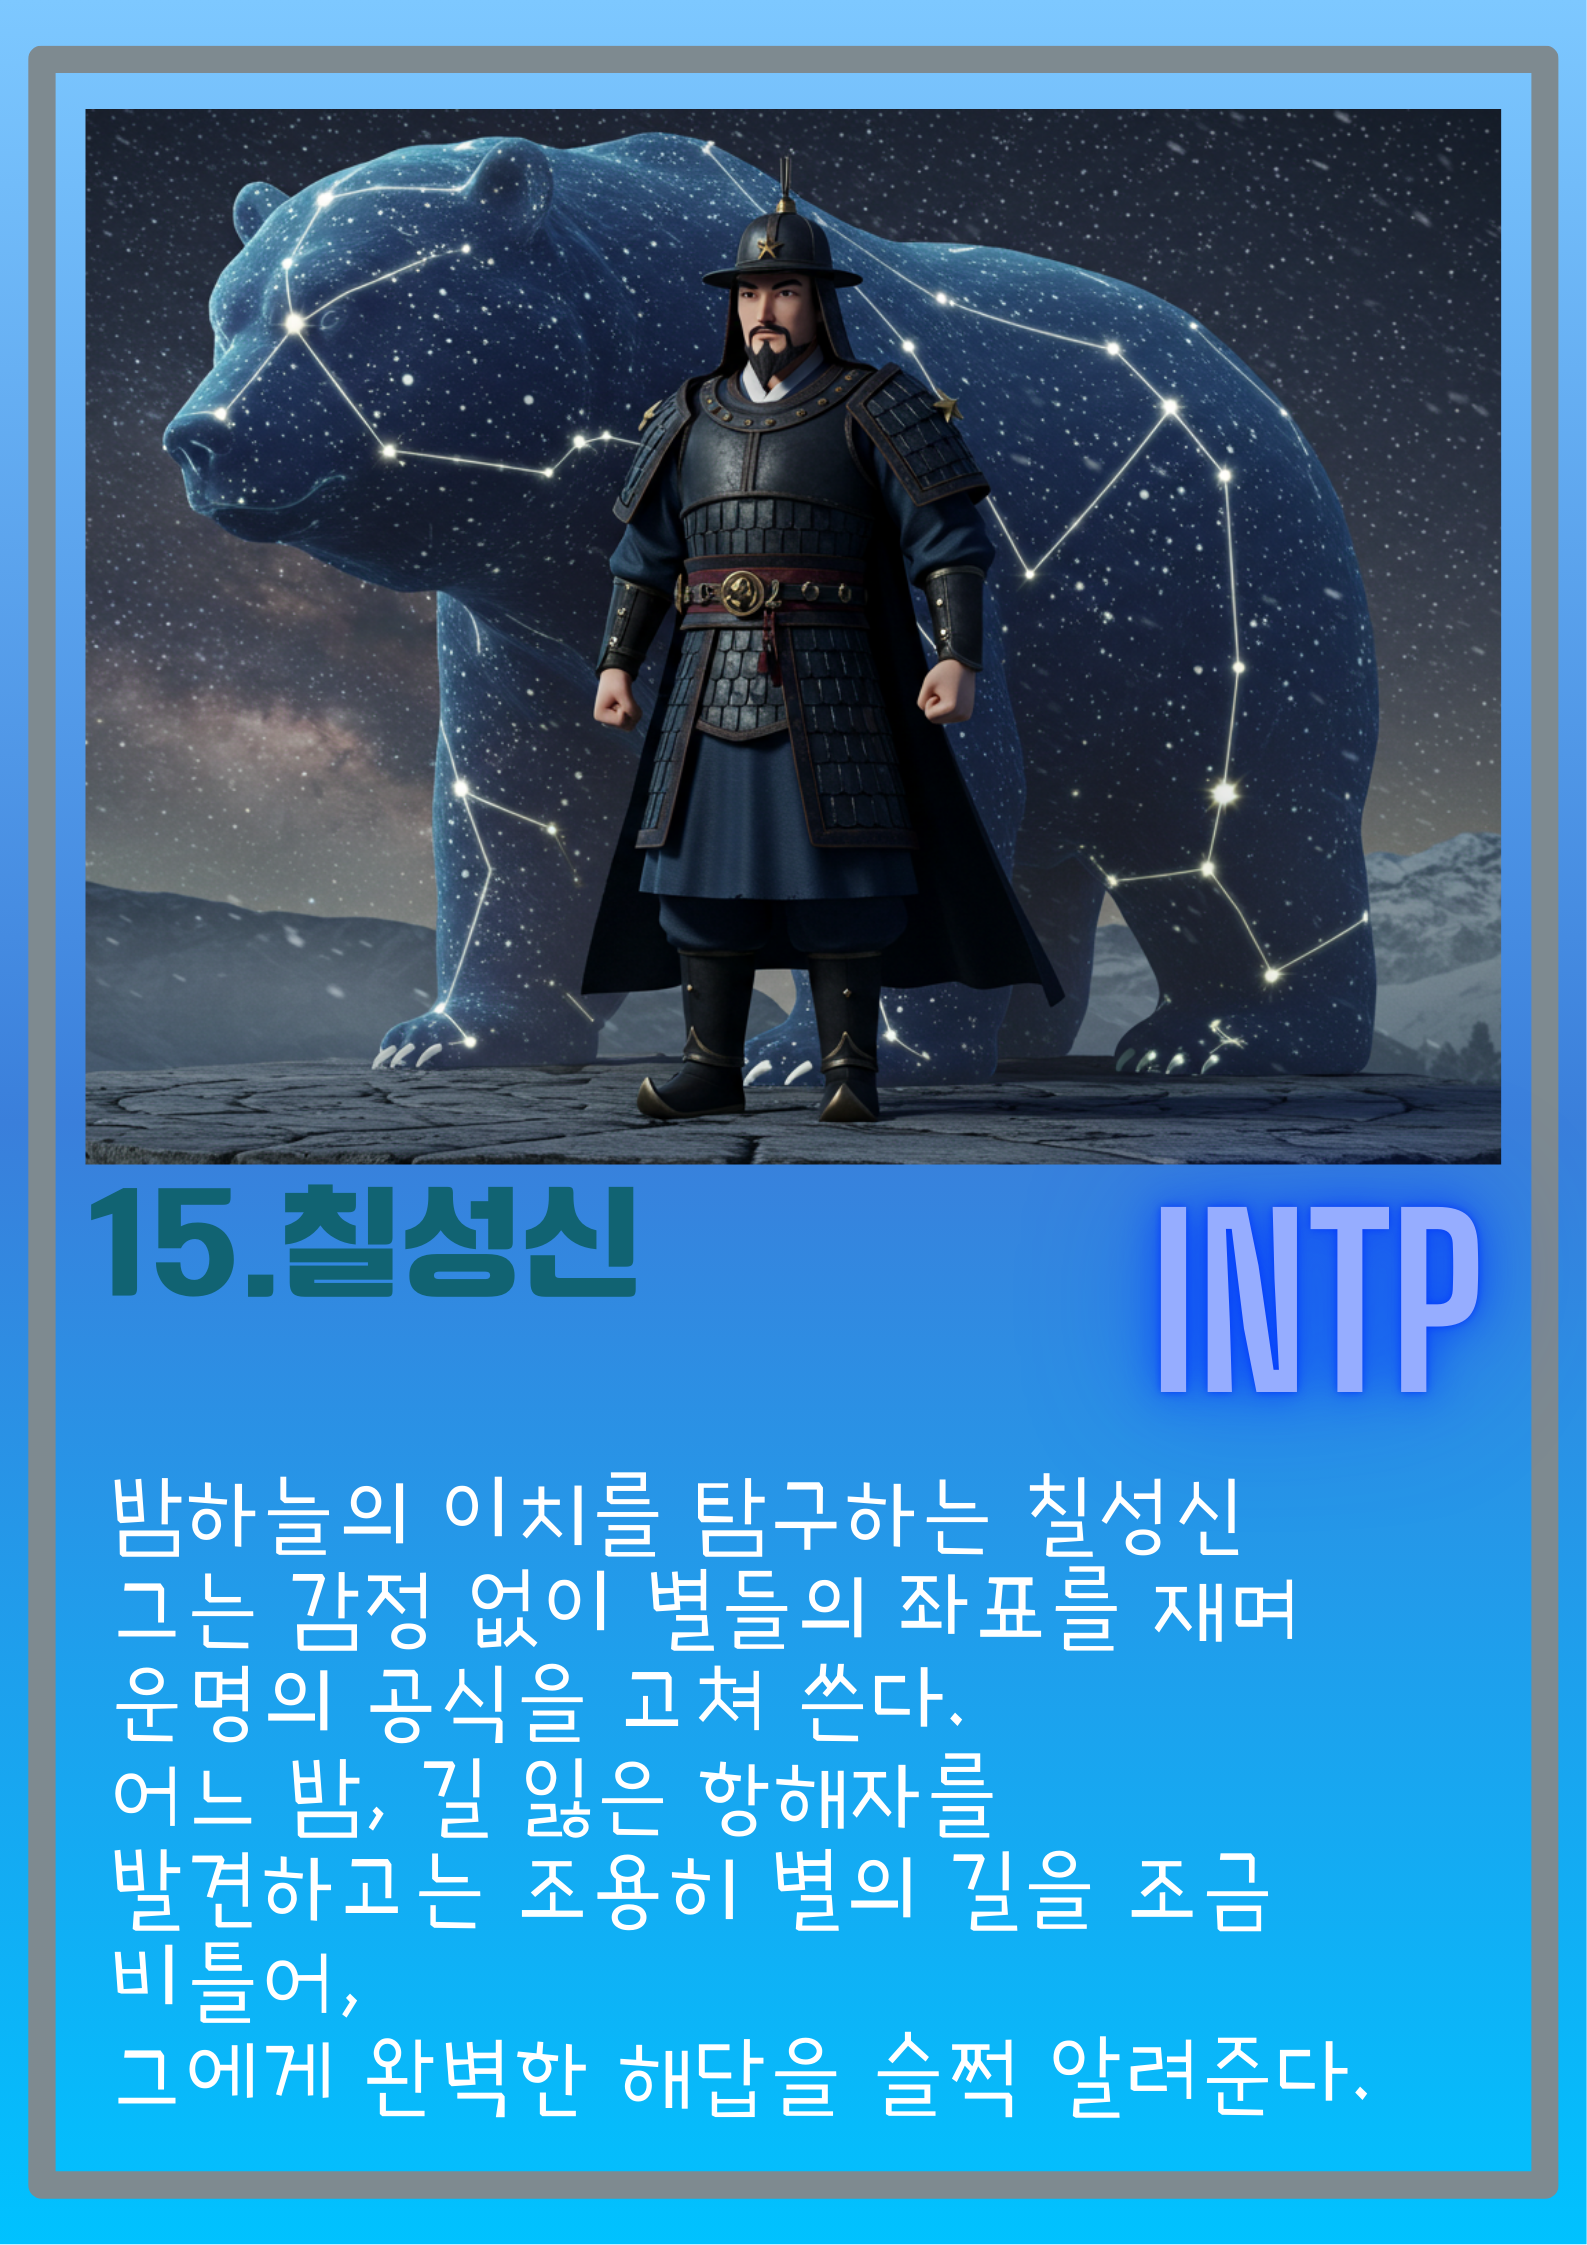 15.칠성신
INTP
밤하늘의 이치를 탐구하는 칠성신
그는 감정 없이 별들의 좌표를 재며
운명의 공식을 고쳐 쓴다.
어느 밤, 길 잃은 항해자를
발견하고는 조용히 별의 길을 조금
비틀어,
그에게 완벽한 해답을 슬쩍 알려준다.